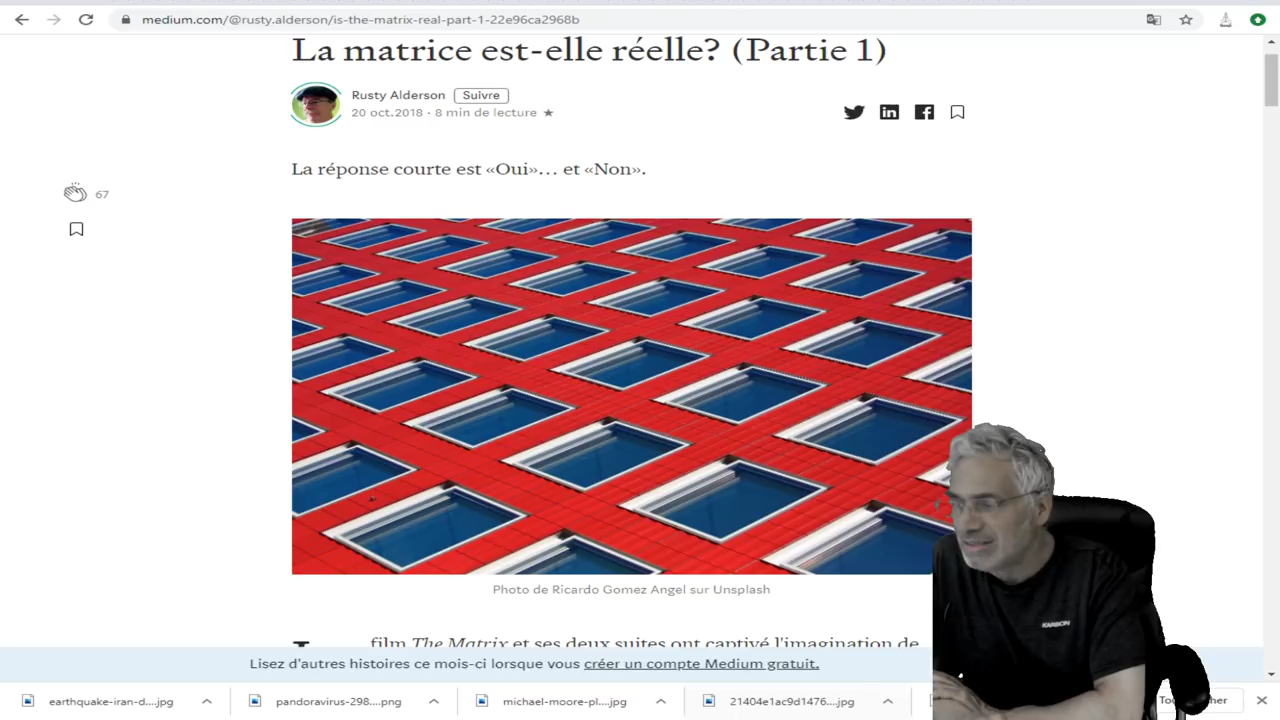 medium.com/@rusty.alderson/is-the-matrix-real-part-1-22e96ca2968b
La matrice est-elle réelle? (Partie 1)
Rusty Alderson Suivre
20 oct.2018 · 8 min de lecture ★
La réponse courte est «Oui»… et «Non».
67
Photo de Ricardo Gomez Angel sur Unsplash
film The Matrix et ses deux suites ont captivé l'imagination de
KARBON
Lisez d'autres histoires ce mois-ci lorsque vous créer un compte Medium gratuit.
earthquake-iran-d....jpg
pandoravirus-298....png
michael-moore-pl....jpg
21404e1ac9d1476....jpg